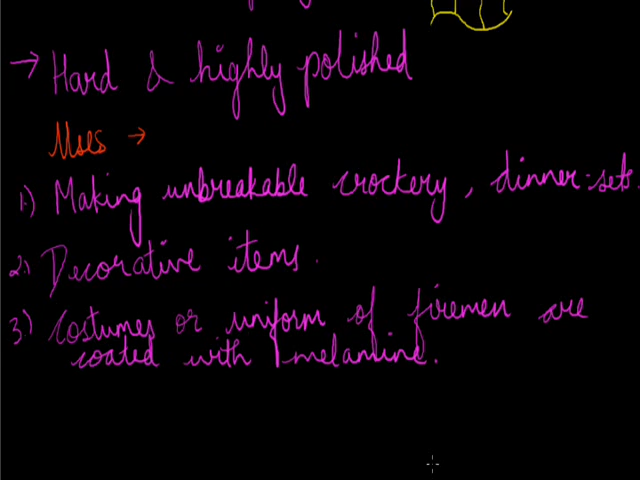 → Hard & highly polished
Uses →
1.) Making unbreakable crockery, dinner-sets.
2.) Decorative items.
3.) Costumes or uniform of firemen are
coated with melamine.